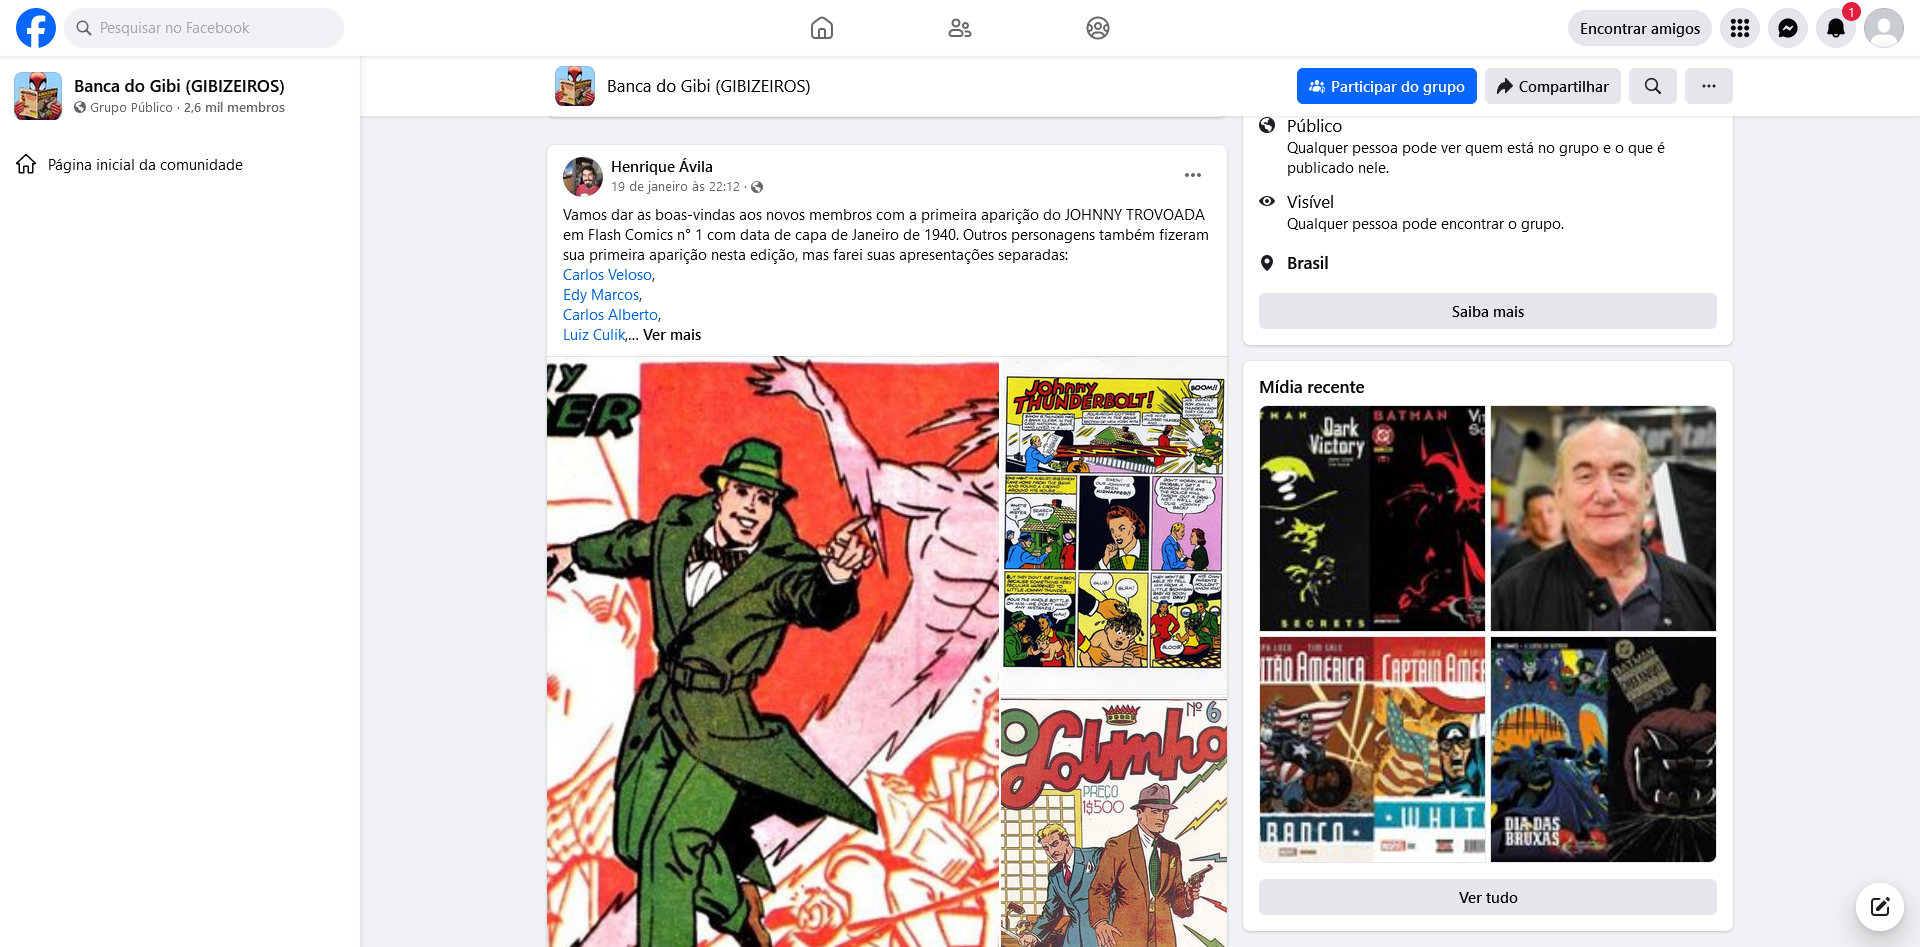 Pesquisar no Facebook
Encontrar amigos
1
Banca do Gibi (GIBIZEIROS)
Grupo Público · 2,6 mil membros
Página inicial da comunidade
Banca do Gibi (GIBIZEIROS)
Participar do grupo
Compartilhar
Henrique Ávila
19 de janeiro às 22:12 ·
Vamos dar as boas-vindas aos novos membros com a primeira aparição do JOHNNY TROVOADA
em Flash Comics n° 1 com data de capa de Janeiro de 1940. Outros personagens também fizeram
sua primeira aparição nesta edição, mas farei suas apresentações separadas:
Carlos Veloso,
Edy Marcos,
Carlos Alberto,
Luiz Culik,... Ver mais
Johnny
THUNDERBOLT!
BOOM!!
O Lobinho
Nº 6
PREÇO
1$500
Público
Qualquer pessoa pode ver quem está no grupo e o que é
publicado nele.
Visível
Qualquer pessoa pode encontrar o grupo.
Brasil
Saiba mais
Mídia recente
Dark
Victory
BATMAN
SECRETS
TIM SALE
CAPTAIN AME
BRANCO
WHIT
DIA DAS
BRUXAS
Ver tudo